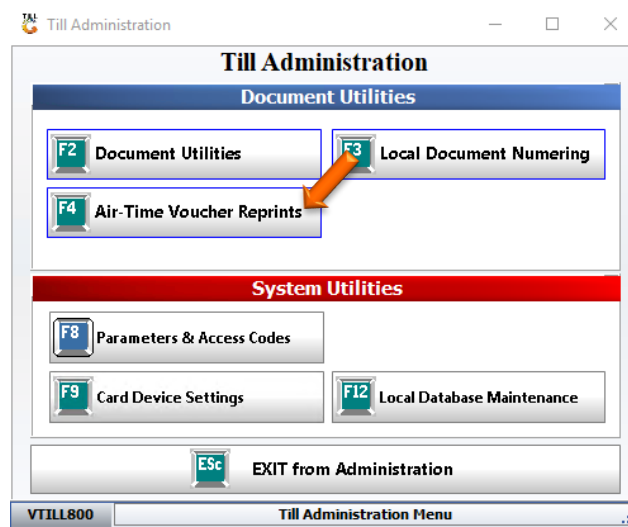 T&L
Till Administration
Till Administration
Document Utilities
F2 Document Utilities
F3 Local Document Numering
F4 Air-Time Voucher Reprints
System Utilities
F8 Parameters & Access Codes
F9 Card Device Settings
F12 Local Database Maintenance
ESc EXIT from Administration
VTILL800 Till Administration Menu